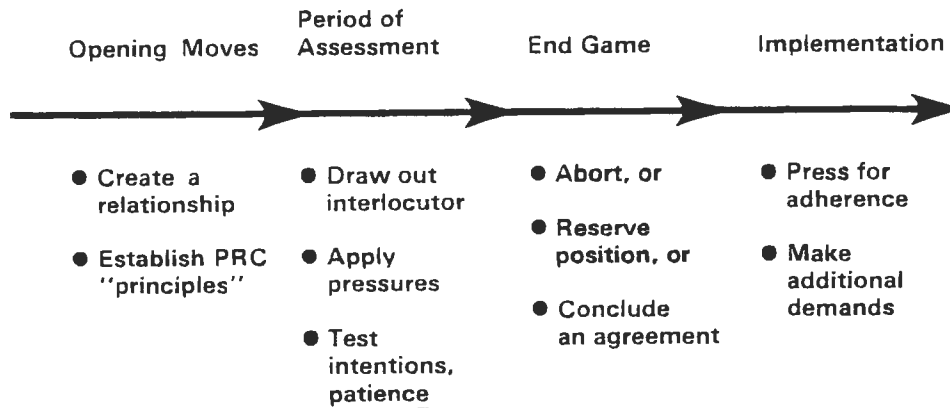 Opening Moves
Period of
Assessment
End Game
Implementation
● Create a
relationship
● Establish PRC
"principles"
● Draw out
interlocutor
● Apply
pressures
● Test
intentions,
patience
● Abort, or
● Reserve
position, or
● Conclude
an agreement
● Press for
adherence
● Make
additional
demands